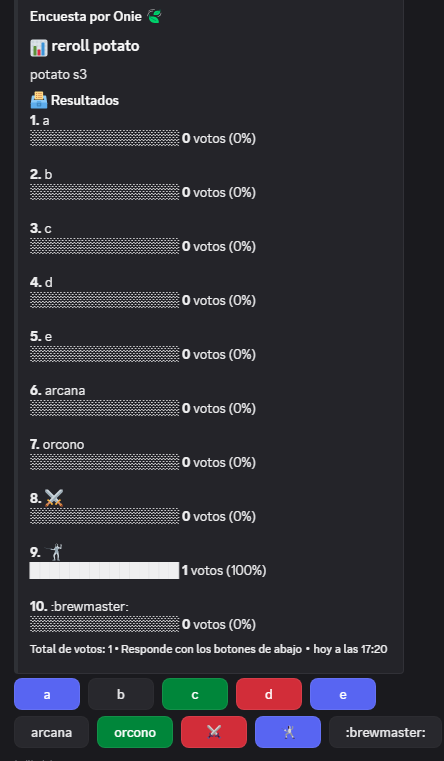 Encuesta por Onie
reroll potato
potato s3
Resultados
1. a
0 votos (0%)
2. b
0 votos (0%)
3. c
0 votos (0%)
4. d
0 votos (0%)
5. e
0 votos (0%)
6. arcana
0 votos (0%)
7. orcono
0 votos (0%)
8.
0 votos (0%)
9.
1 votos (100%)
10. :brewmaster:
0 votos (0%)
Total de votos: 1 • Responde con los botones de abajo • hoy a las 17:20
a b c d e
arcana orcono :brewmaster: